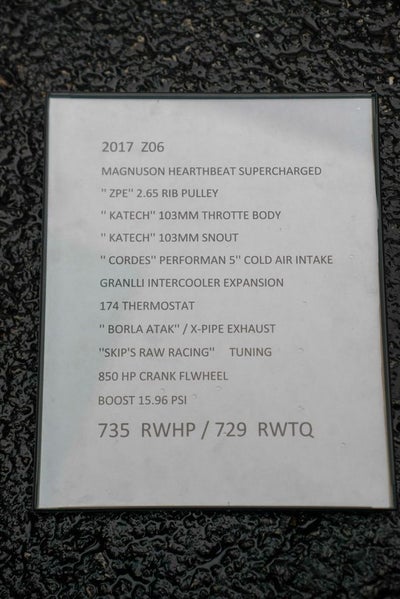 2017 Z06
MAGNUSON HEARTHBEAT SUPERCHARGED
" ZPE" 2.65 RIB PULLEY
" KATECH" 103MM THROTTE BODY
" KATECH" 103MM SNOUT
" CORDES" PERFORMAN 5" COLD AIR INTAKE
GRANLLI INTERCOOLER EXPANSION
174 THERMOSTAT
" BORLA ATAK" / X-PIPE EXHAUST
"SKIP'S RAW RACING" TUNING
850 HP CRANK FLWHEEL
BOOST 15.96 PSI
735 RWHP / 729 RWTQ